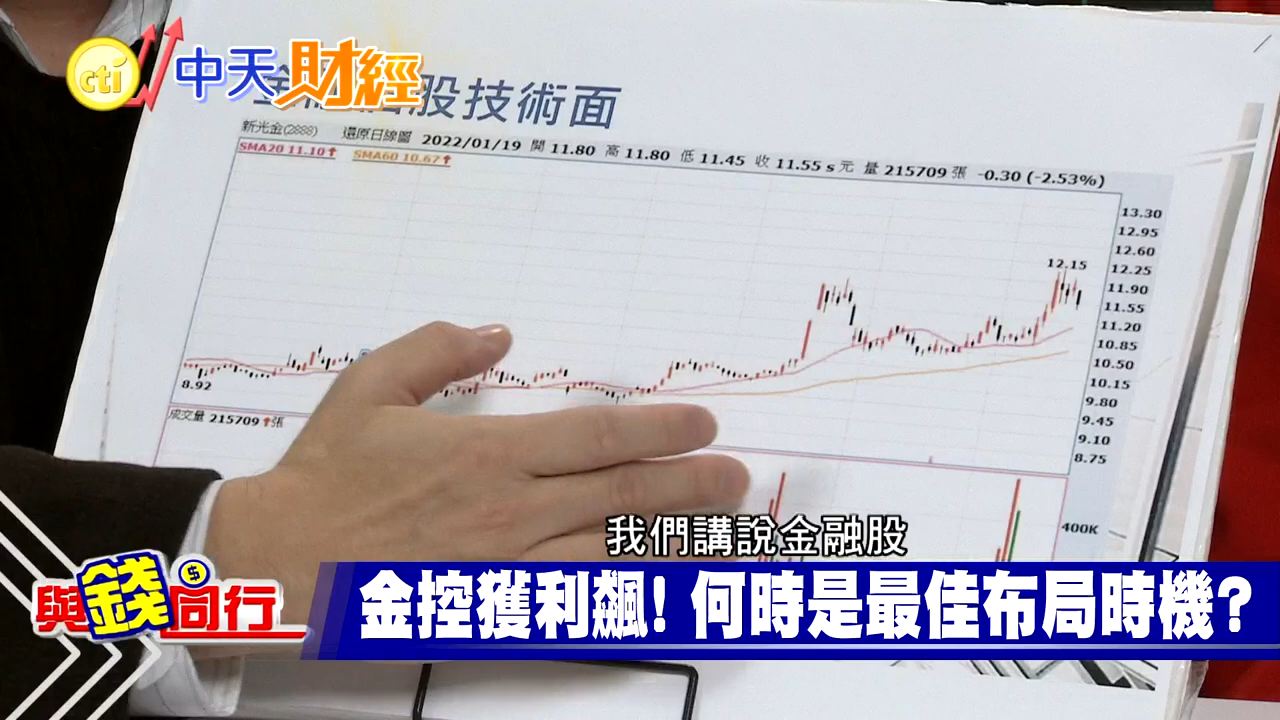 cti 中天財經
股技術面
新光金(2888) 還原日線圖 2022/01/19 開 11.80 高 11.80 低 11.45 收 11.55 s 元 量 215709 張 -0.30 (-2.53%)
SMA20 11.10↑ SMA60 10.67↑
13.30
12.95
12.60
12.15
12.25
11.90
11.55
11.20
10.85
10.50
10.15
9.80
9.45
9.10
8.75
8.92
成交量 215709↑張
400K
我們講說金融股
與錢同行
金控獲利飆! 何時是最佳布局時機?